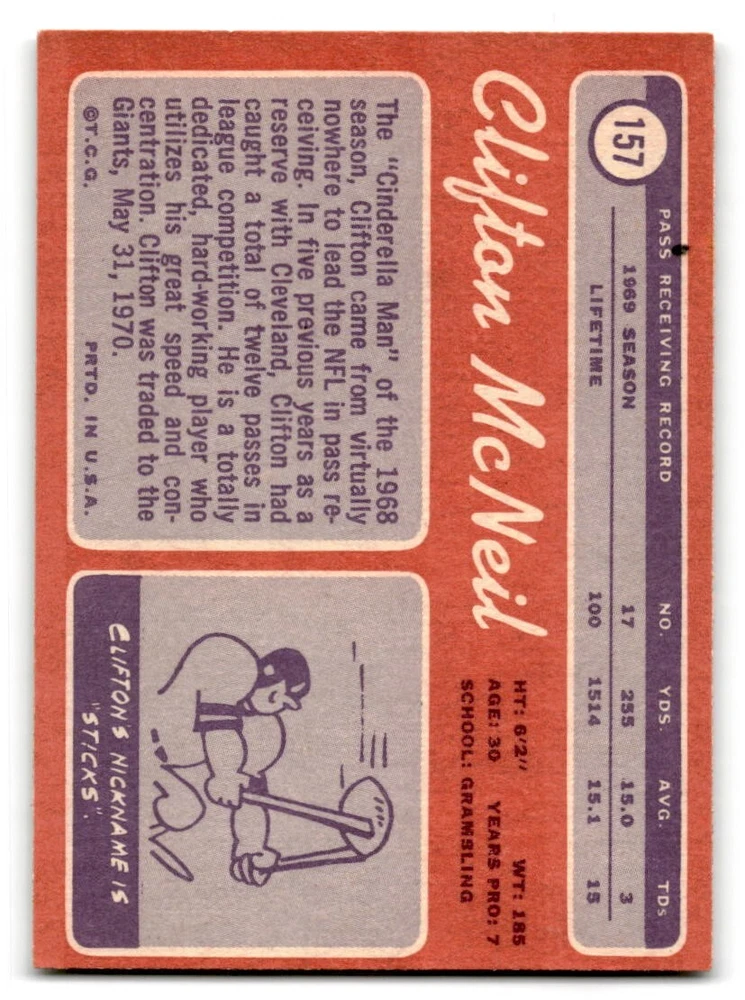 157
PASS RECEIVING RECORD NO. YDS. AVG. TDs
1969 SEASON 17 255 15.0 3
LIFETIME 100 1514 15.1 15
Clifton McNeil
HT: 6'2" WT: 185
AGE: 30 YEARS PRO: 7
SCHOOL: GRAMBLING
The "Cinderella Man" of the 1968
season, Clifton came from virtually
nowhere to lead the NFL in pass re-
ceiving. In five previous years as a
reserve with Cleveland, Clifton had
caught a total of twelve passes in
league competition. He is a totally
dedicated, hard-working player who
utilizes his great speed and con-
centration. Clifton was traded to the
Giants, May 31, 1970.
©T.C.G. PRTD. IN U.S.A.
CLIFTON'S NICKNAME IS
"STICKS".